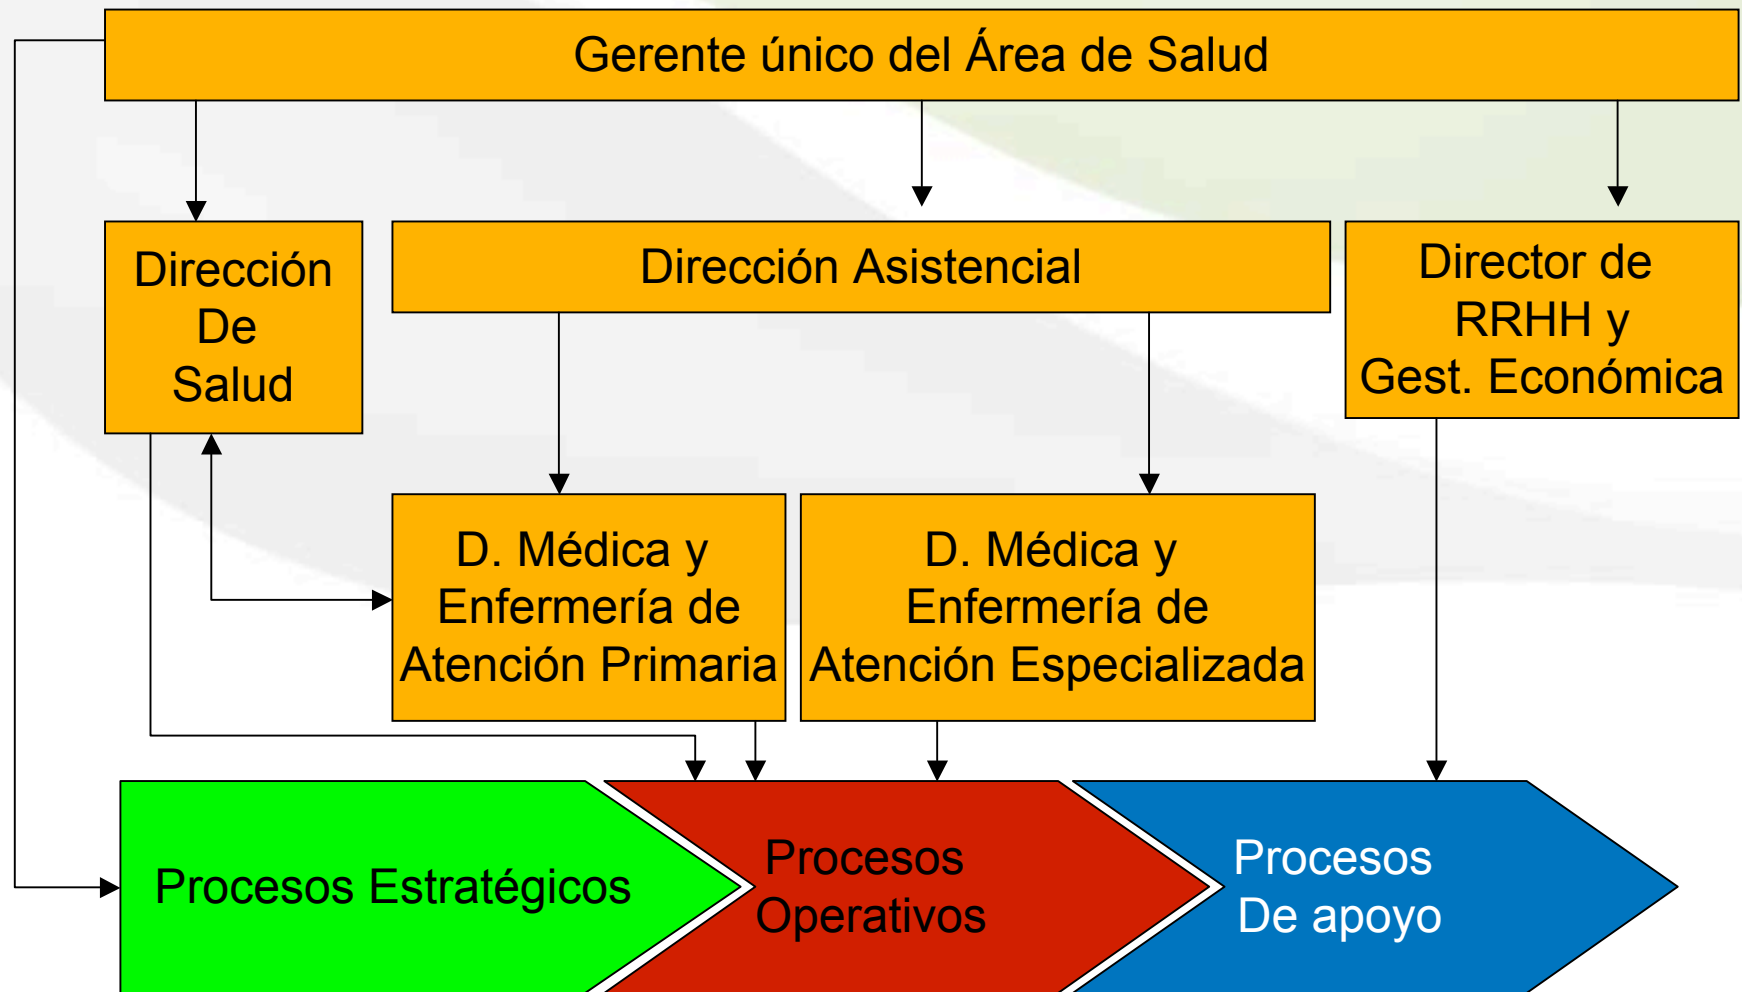 Gerente único del Área de Salud
Dirección
De
Salud
Dirección Asistencial
Director de
RRHH y
Gest. Económica
D. Médica y
Enfermería de
Atención Primaria
D. Médica y
Enfermería de
Atención Especializada
Procesos Estratégicos
Procesos
Operativos
Procesos
De apoyo